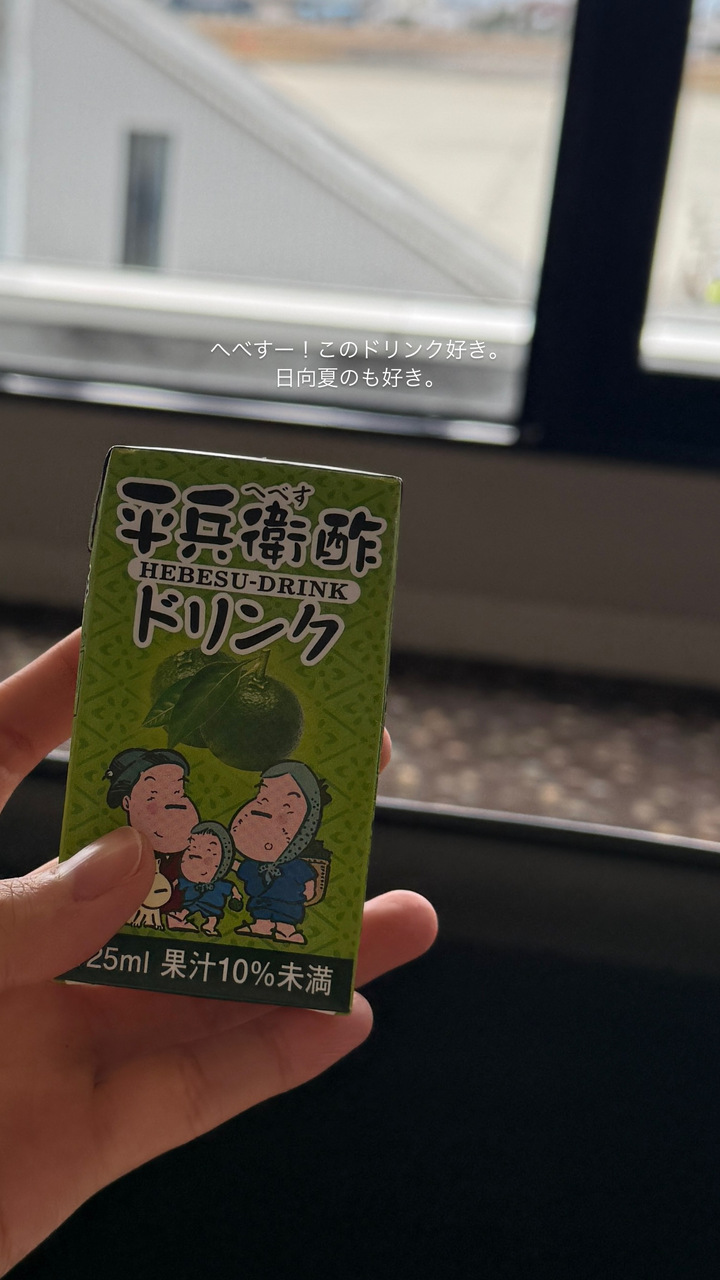 へべすー！このドリンク好き。
日向夏のも好き。
へべす
平兵衛酢
HEBESU-DRINK
ドリンク
25ml 果汁10%未満